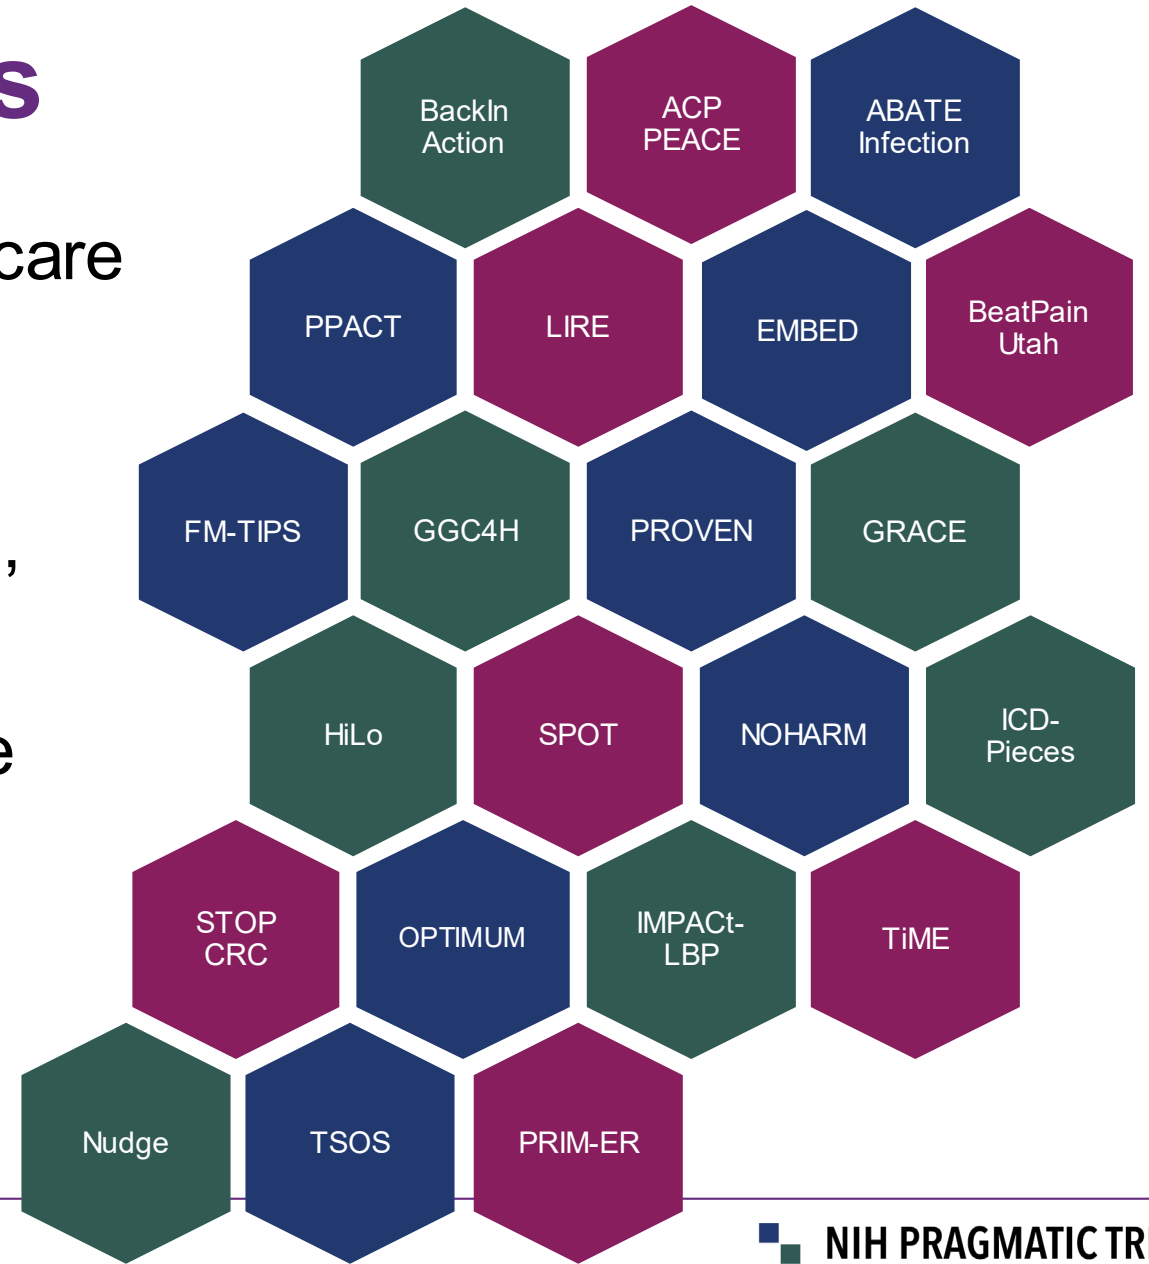 s
care
,
e
BackIn
Action
ACP
PEACE
ABATE
Infection
PPACT
LIRE
EMBED
BeatPain
Utah
FM-TIPS
GGC4H
PROVEN
GRACE
HiLo
SPOT
NOHARM
ICD-
Pieces
STOP
CRC
OPTIMUM
IMPACt-
LBP
TiME
Nudge
TSOS
PRIM-ER
NIH PRAGMATIC TRI